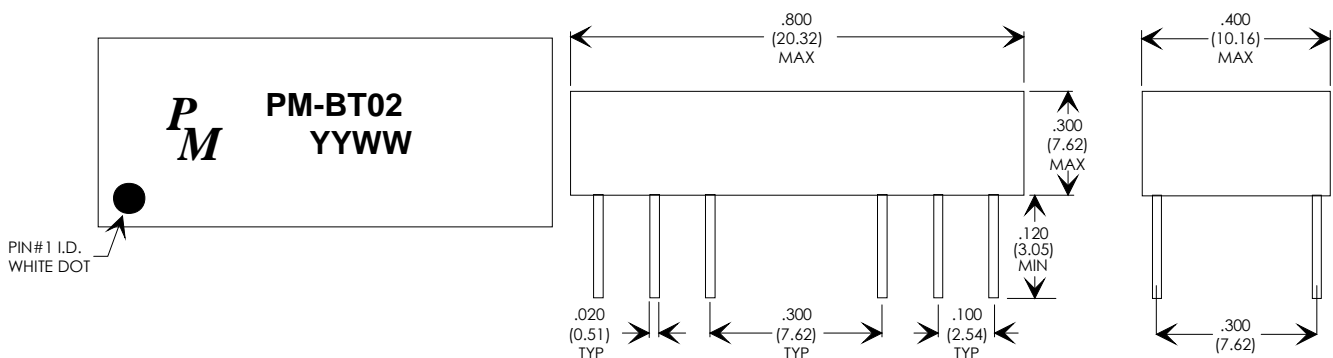 P
M
PM-BT02
YYWW
PIN#1 I.D.
WHITE DOT
.800
(20.32)
MAX
.300
(7.62)
MAX
.120
(3.05)
MIN
.020
(0.51)
TYP
.300
(7.62)
TYP
.100
(2.54)
TYP
.400
(10.16)
MAX
.300
(7.62)